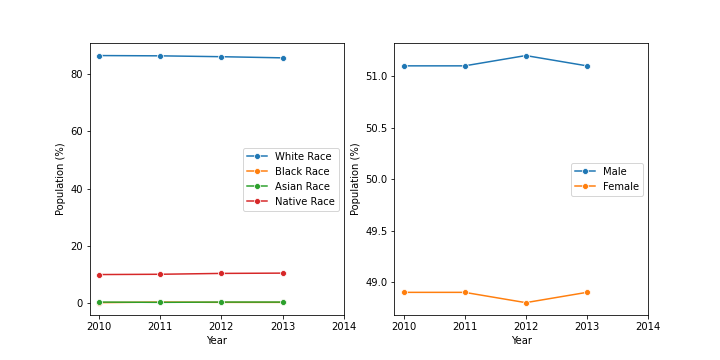 80
60
40
20
0
Population (%)
2010 2011 2012 2013 2014
Year
White Race
Black Race
Asian Race
Native Race
51.0
50.5
50.0
49.5
49.0
Population (%)
2010 2011 2012 2013 2014
Year
Male
Female